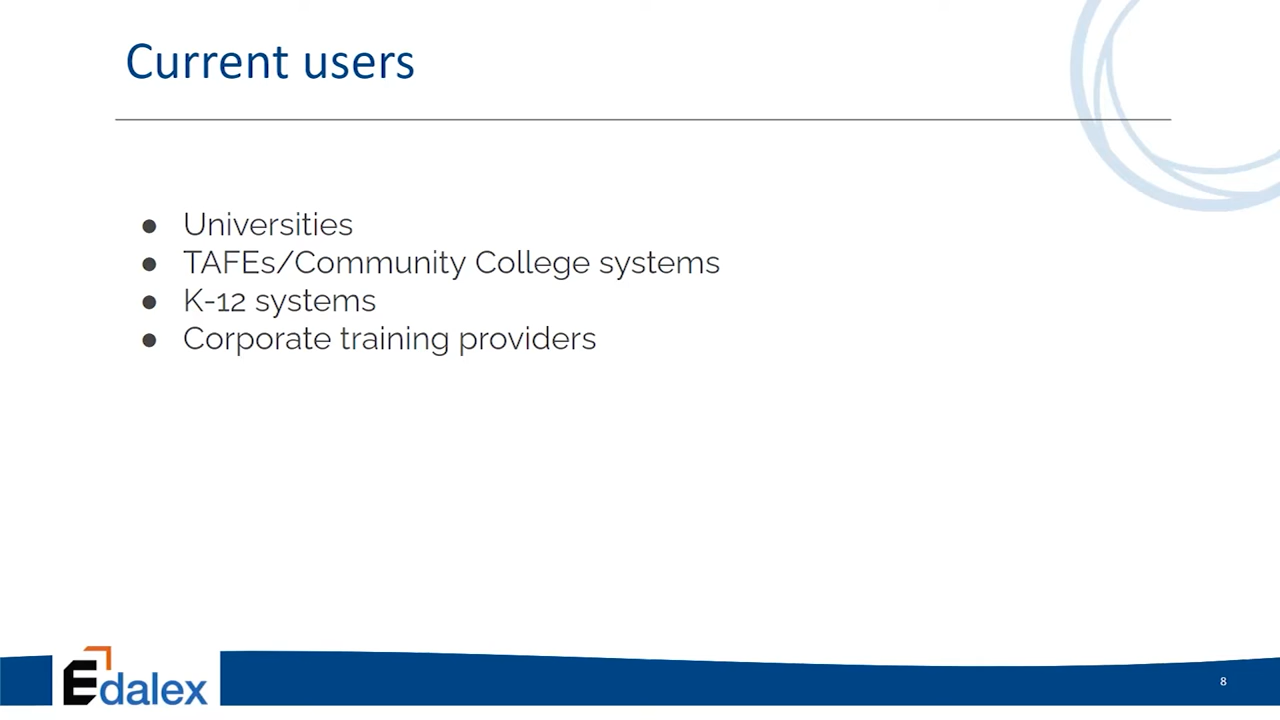 Current users
● Universities
● TAFEs/Community College systems
● K-12 systems
● Corporate training providers
Edalex
8